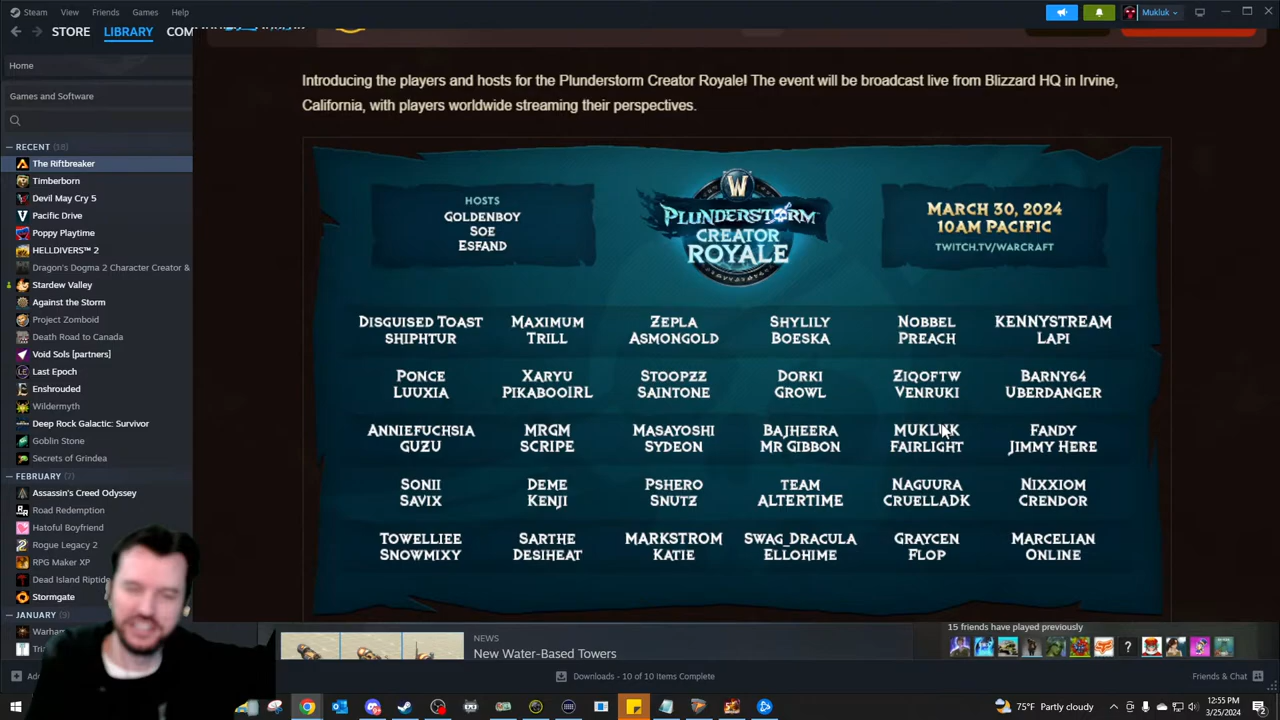 Steam View Friends Games Help
Mukluk
STORE LIBRARY
Home
Games and Software
RECENT (38)
The Riftbreaker
Timberborn
Devil May Cry 5
Pacific Drive
Poppy Playtime
HELLDIVERS™ 2
Dragon's Dogma 2 Character Creator &
Stardew Valley
Against the Storm
Project Zomboid
Death Road to Canada
Void Sols [partners]
Last Epoch
Enshrouded
Wildermyth
Deep Rock Galactic: Survivor
Goblin Stone
Secrets of Grindea
FEBRUARY (7)
Assassin's Creed Odyssey
Road Redemption
Hatoful Boyfriend
Rogue Legacy 2
RPG Maker XP
Dead Island Riptide
Stormgate
JANUARY (9)
Introducing the players and hosts for the Plunderstorm Creator Royale! The event will be broadcast live from Blizzard HQ in Irvine,
California, with players worldwide streaming their perspectives.
HOSTS
GOLDENBOY
SOE
ESFAND
W
PLUNDERSTORM
CREATOR
ROYALE
MARCH 30, 2024
10AM PACIFIC
TWITCH.TV/WARCRAFT
DISGUISED TOAST MAXIMUM ZEPLA SHYLILY NOBBEL KENNYSTREAM
SHIPHTUR TRILL ASMONGOLD BOESKA PREACH LAPI
PONCE XARYU STOOPZZ DORKI ZIQOFTW BARNY64
LUUXIA PIKABOOIRL SAINTONE GROWL VENRUKI UBERDANGER
ANNIEFUCHSIA MRGM MASAYOSHI BAJHEERA MUKLUK FANDY
GUZU SCRIPE SYDEON MR GIBBON FAIRLIGHT JIMMY HERE
SONII DEME PSHERO TEAM NAGUURA NIXXIOM
SAVIX KENJI SNUTZ ALTERTIME CRUELLADK CRENDOR
TOWELLIEE SARTHE MARKSTROM SWAG_DRACULA GRAYCEN MARCELIAN
SNOWMIXY DESIHEAT KATIE ELLOHIME FLOP ONLINE
NEWS
New Water-Based Towers
15 friends have played previously
Downloads - 10 of 10 Items Complete
Friends & Chat
75°F Partly cloudy
12:55 PM
3/25/2024